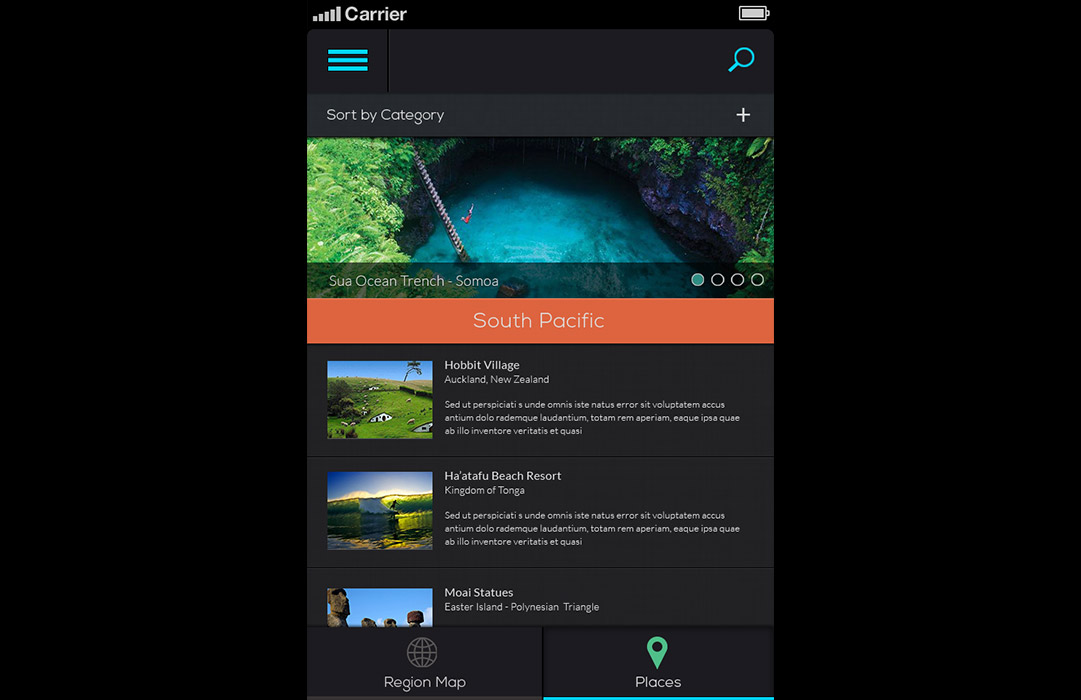 Carrier
Sort by Category
Sua Ocean Trench - Somoa
South Pacific
Hobbit Village
Auckland, New Zealand
Sed ut perspiciati s unde omnis iste natus error sit voluptatem accus
antium dolo rademque laudantium, totam rem aperiam, eaque ipsa quae
ab illo inventore veritatis et quasi
Ha'atafu Beach Resort
Kingdom of Tonga
Sed ut perspiciati s unde omnis iste natus error sit voluptatem accus
antium dolo rademque laudantium, totam rem aperiam, eaque ipsa quae
ab illo inventore veritatis et quasi
Moai Statues
Easter Island - Polynesian Triangle
Region Map
Places